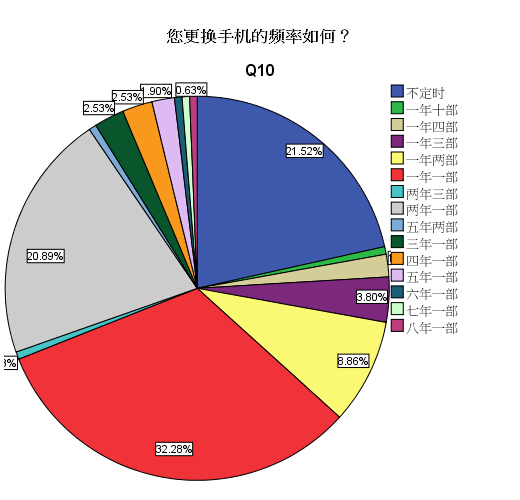 您更换手机的频率如何？
Q10
不定时
一年十部
一年四部
一年三部
一年两部
一年一部
两年三部
两年一部
五年两部
三年一部
四年一部
五年一部
六年一部
七年一部
八年一部
0.63%
1.90%
2.53%
2.53%
21.52%
20.89%
3.80%
8.86%
32.28%